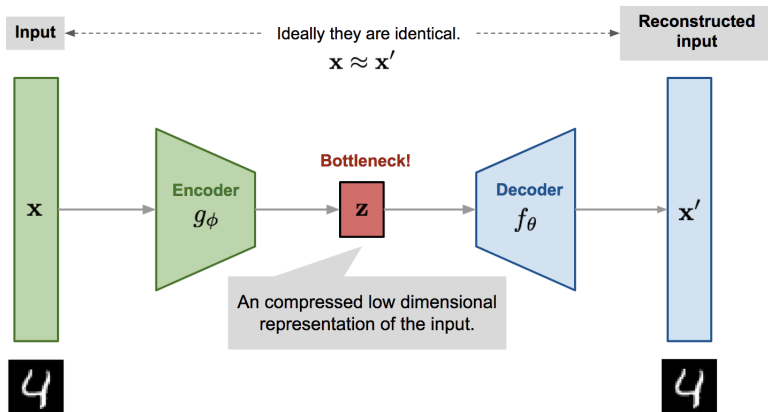 Input
Ideally they are identical.
x ≈ x′
Reconstructed
input
Bottleneck!
x
Encoder
gϕ
z
Decoder
fθ
x′
An compressed low dimensional
representation of the input.
4
4